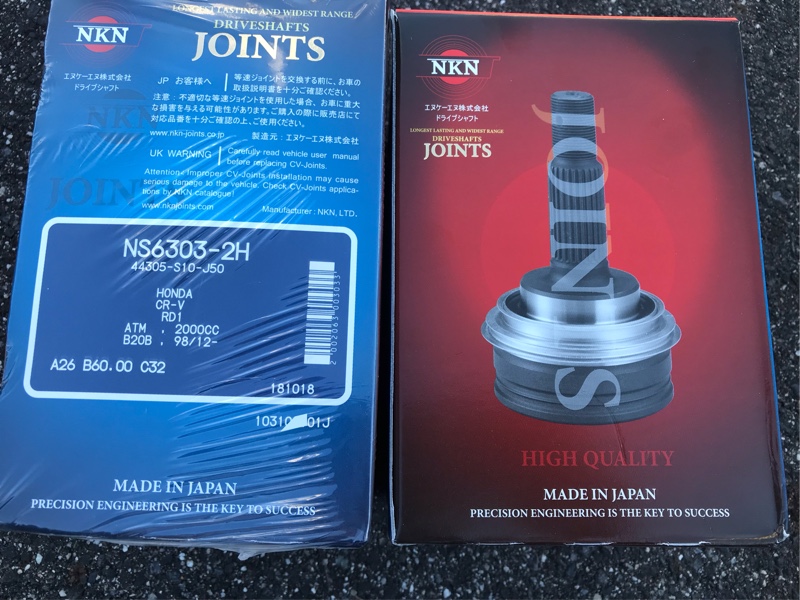 NKN
LONGEST LASTING AND WIDEST RANGE
DRIVESHAFTS
JOINTS
エヌケーエヌ株式会社
ドライブシャフト
JP お客様へ
等速ジョイントを交換する前に、お車の
取扱説明書を十分ご確認ください。
注意：不適切な等速ジョイントを使用した場合、お車に重大
な損害を与える可能性があります。ご購入の際に販売店にて
対応品番を十分ご確認の上、ご使用ください。
www.nkn-joints.co.jp
製造元：エヌケーエヌ株式会社
UK WARNING
Carefully read vehicle user manual
before replacing CV-Joints.
Attention: Improper CV-Joints installation may cause
serious damage to the vehicle. Check CV-Joints applica-
tions by NKN catalogue!
www.nknjoints.com
Manufacturer: NKN, LTD.
NKN
JOINTS
NS6303-2H
44305-S10-J50
HONDA
CR-V
RD1
ATM , 2000CC
B20B , 98/12-
A26 B60.00 C32
2 002063 003033
181018
MADE IN JAPAN
PRECISION ENGINEERING IS THE KEY TO SUCCESS
NKN
エヌケーエヌ株式会社
ドライブシャフト
LONGEST LASTING AND WIDEST RANGE
DRIVESHAFTS
JOINTS
JOINTS
HIGH QUALITY
MADE IN JAPAN
PRECISION ENGINEERING IS THE KEY TO SUCCESS